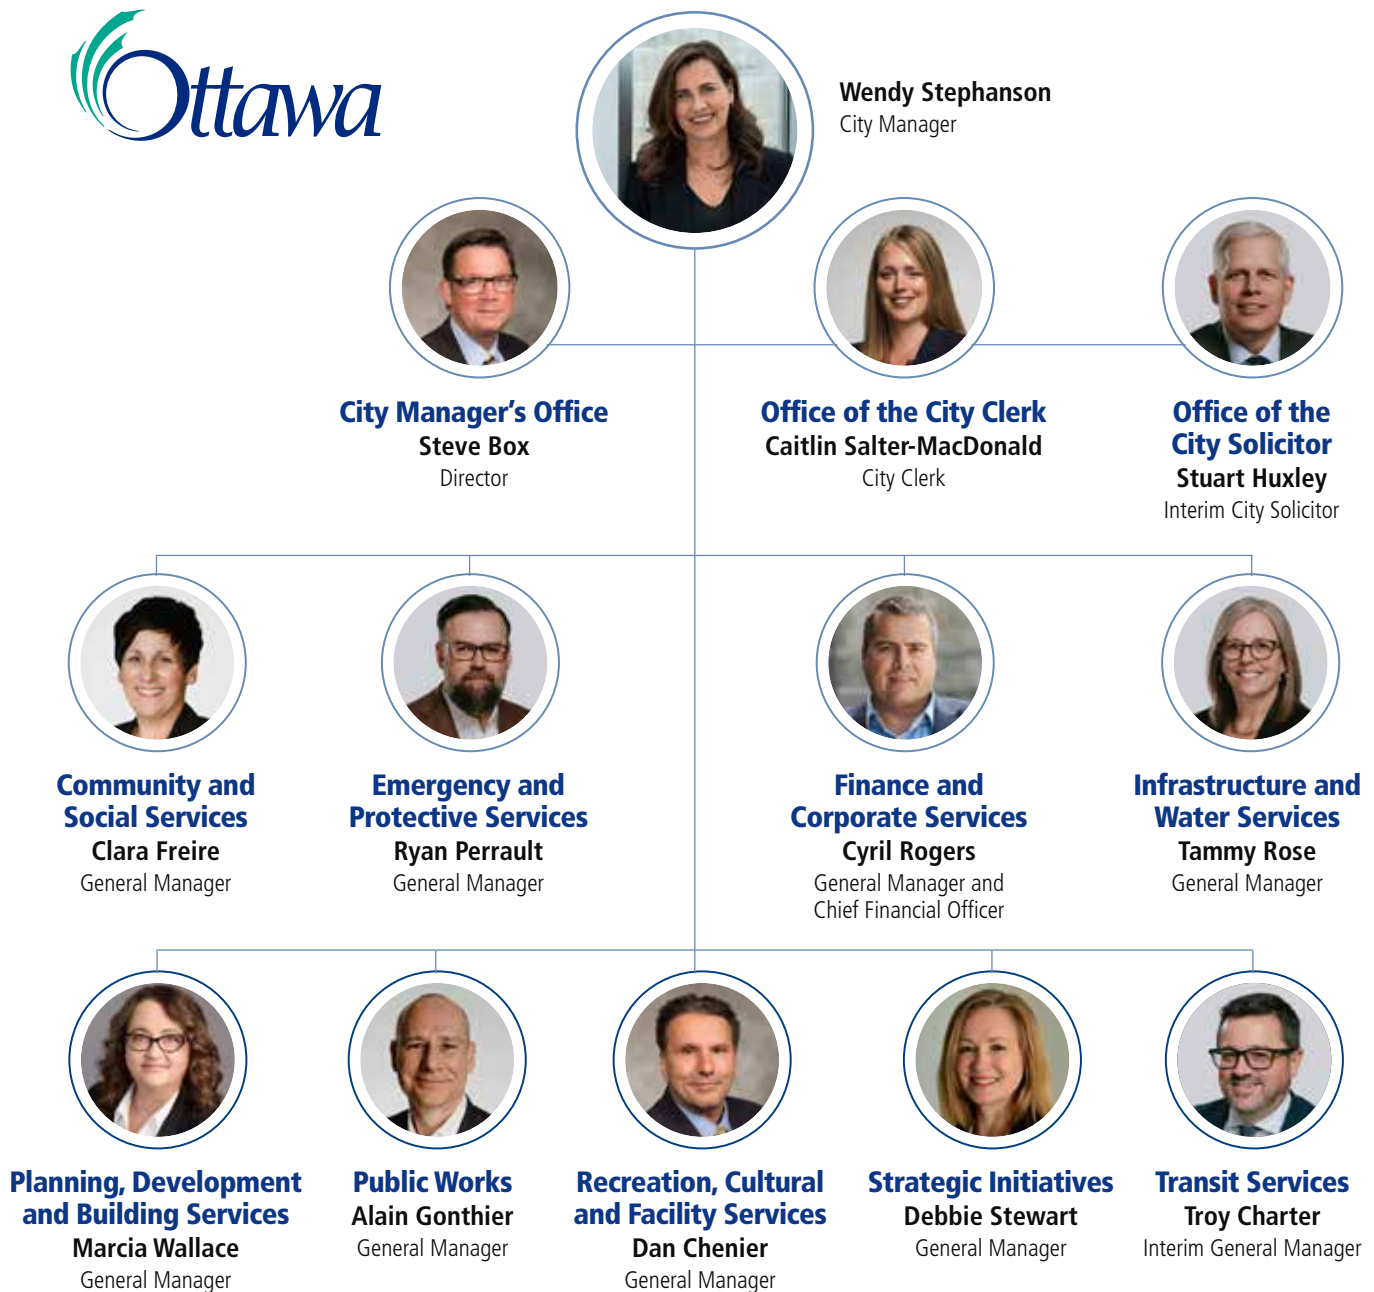 Ottawa
Wendy Stephanson
City Manager
City Manager's Office
Steve Box
Director
Office of the City Clerk
Caitlin Salter-MacDonald
City Clerk
Office of the
City Solicitor
Stuart Huxley
Interim City Solicitor
Community and
Social Services
Clara Freire
General Manager
Emergency and
Protective Services
Ryan Perrault
General Manager
Finance and
Corporate Services
Cyril Rogers
General Manager and
Chief Financial Officer
Infrastructure and
Water Services
Tammy Rose
General Manager
Planning, Development
and Building Services
Marcia Wallace
General Manager
Public Works
Alain Gonthier
General Manager
Recreation, Cultural
and Facility Services
Dan Chenier
General Manager
Strategic Initiatives
Debbie Stewart
General Manager
Transit Services
Troy Charter
Interim General Manager